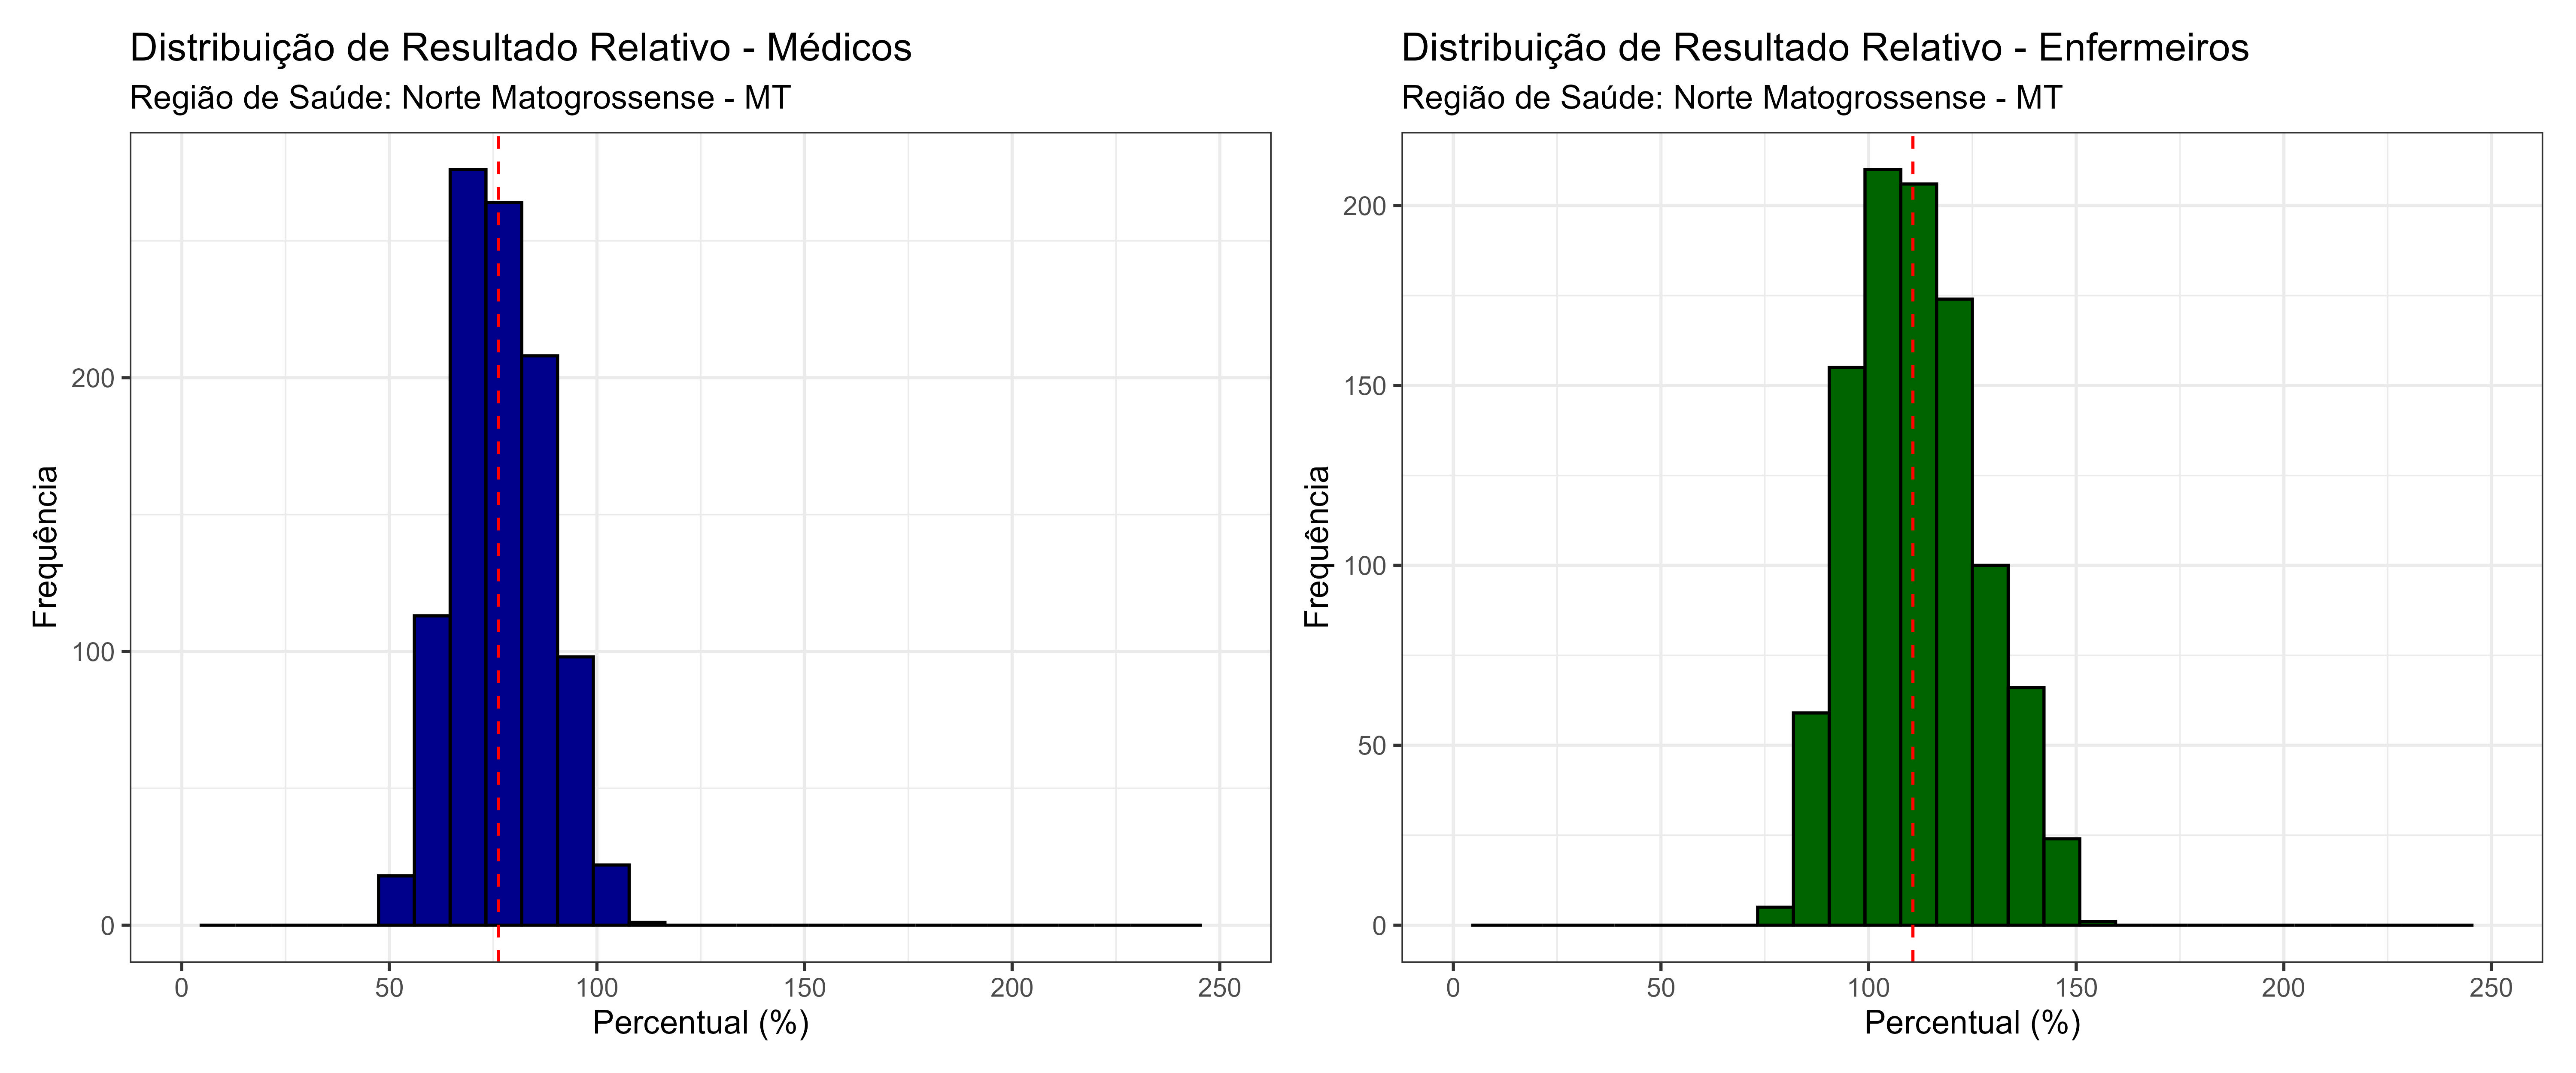 Distribuição de Resultado Relativo - Médicos
Região de Saúde: Norte Matogrossense - MT
Frequência
200
100
0
0 50 100 150 200 250
Percentual (%)
Distribuição de Resultado Relativo - Enfermeiros
Região de Saúde: Norte Matogrossense - MT
Frequência
200
150
100
50
0
0 50 100 150 200 250
Percentual (%)